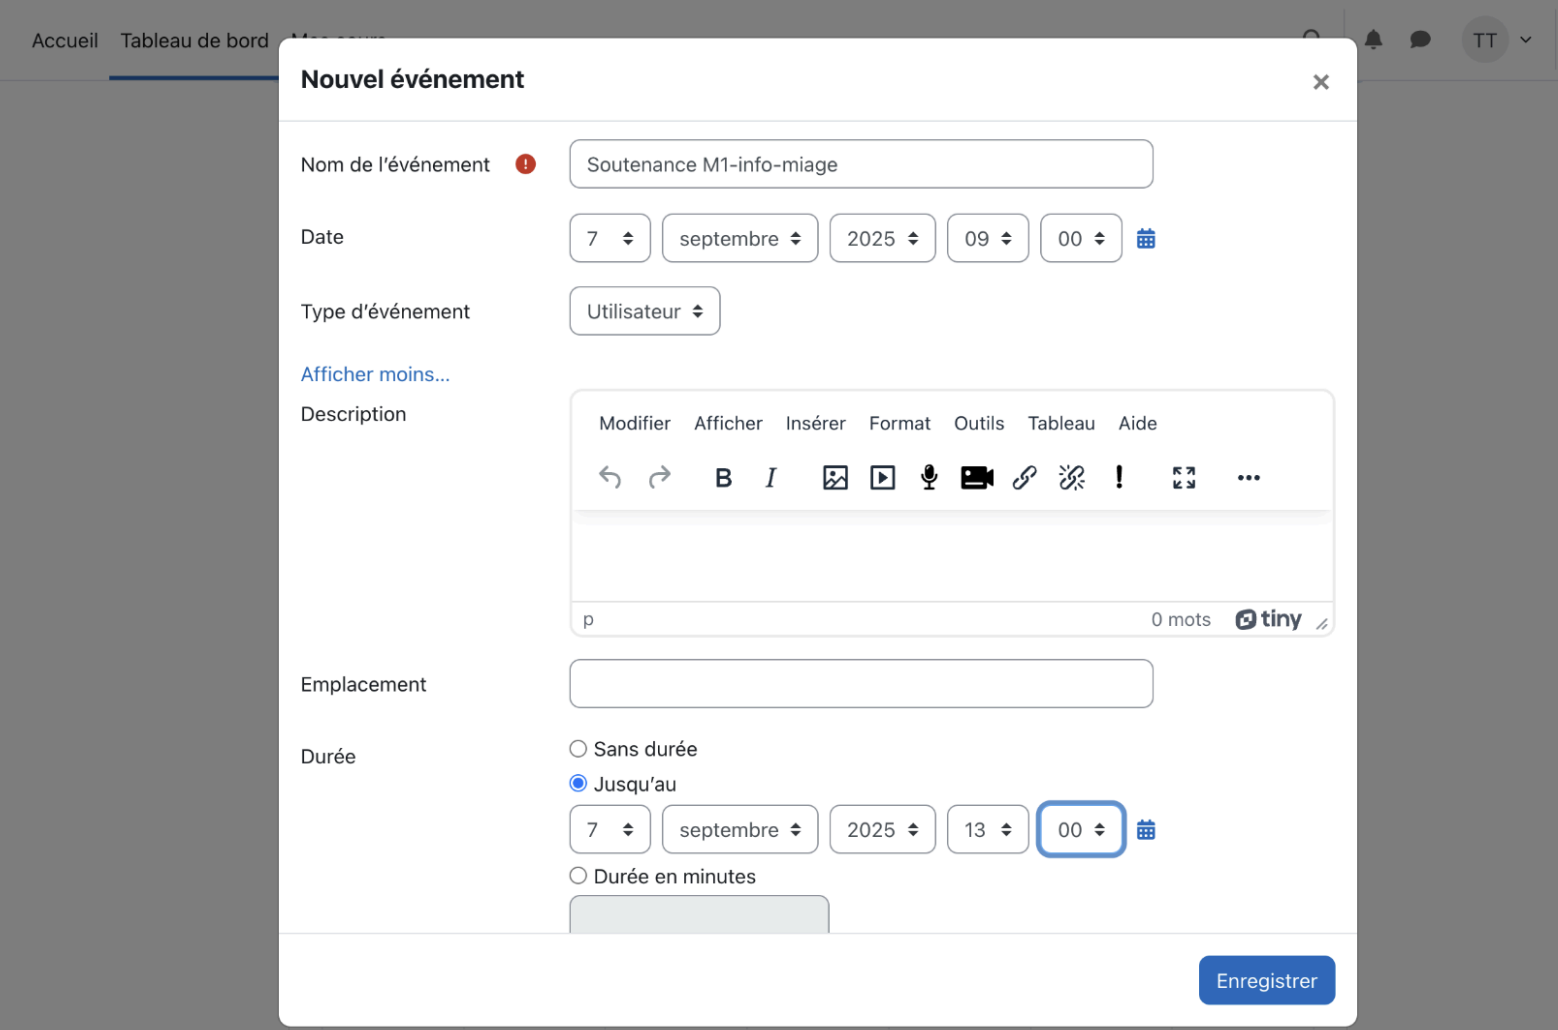 Accueil Tableau de bord Mes cours TT
Nouvel événement ×
Nom de l'événement ! Soutenance M1-info-miage
Date 7 septembre 2025 09 00
Type d'événement Utilisateur
Afficher moins...
Description
Modifier Afficher Insérer Format Outils Tableau Aide
B I
p 0 mots tiny
Emplacement
Durée
Sans durée
Jusqu'au
7 septembre 2025 13 00
Durée en minutes
Enregistrer